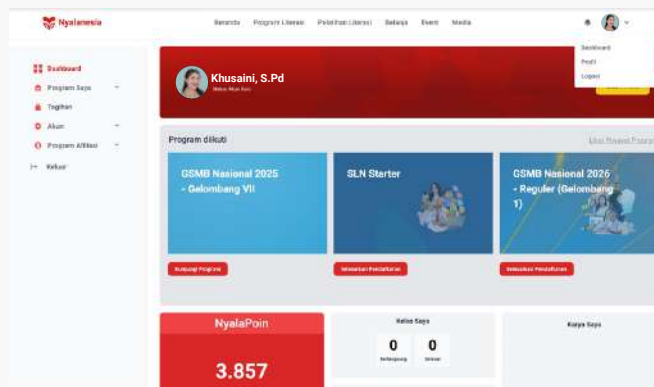 Nyalanesia
Beranda Program Literasi Pelatihan Literasi Belanja Event Media
Dashboard
Profil
Logout
Dashboard
Program Saya
Tagihan
Akun
Program Afiliasi
Keluar
Khusaini, S.Pd
Program diikuti
GSMB Nasional 2025
- Gelombang VII
SLN Starter
GSMB Nasional 2026
- Reguler (Gelombang
1)
Kunjungi Program
Selesaikan Pendaftaran
Selesaikan Pendaftaran
NyalaPoin
3.857
Kelas Saya
0 0
Berlangsung Selesai
Karya Saya